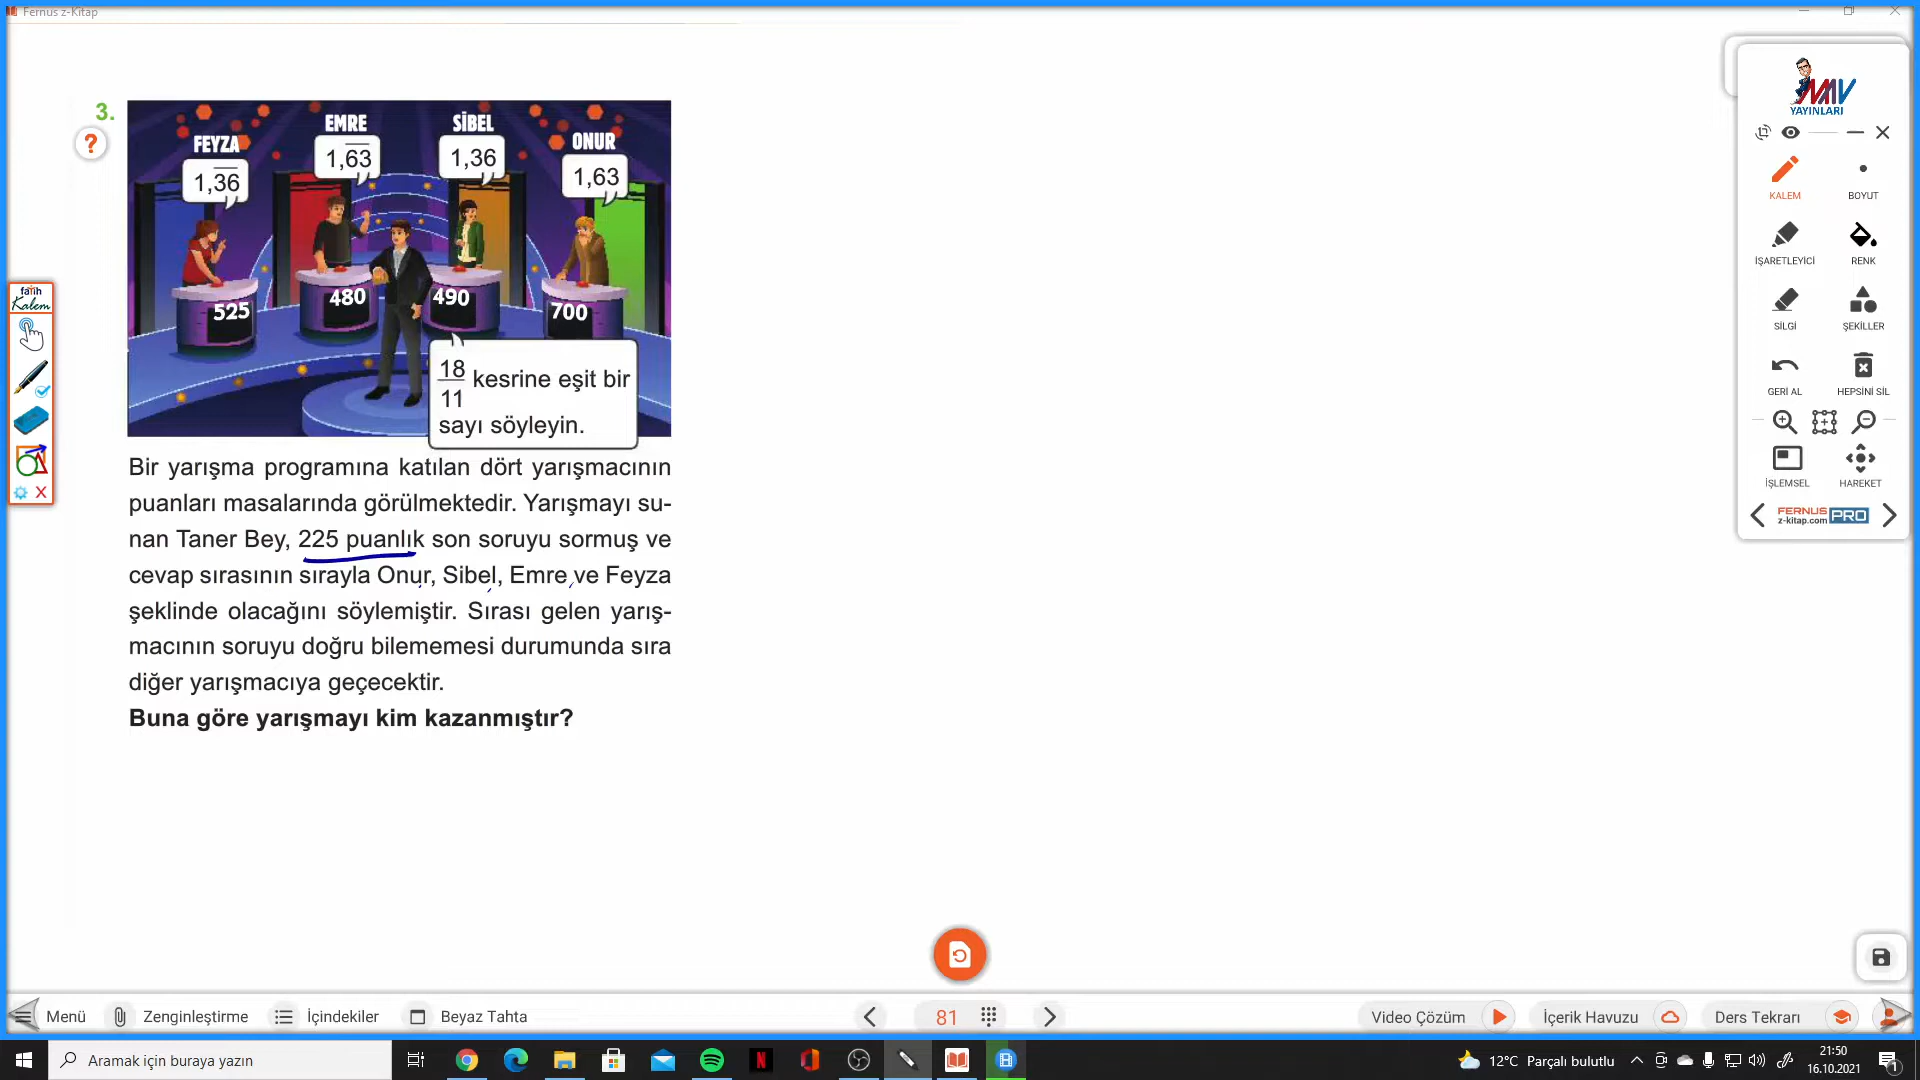 Fernus z-Kitap
3.
?
FEYZA
1,3̅6̅
EMRE
1,6̅3̅
SİBEL
1,36
ONUR
1,63
525
480
490
700
18
11
kesrine eşit bir
sayı söyleyin.
Bir yarışma programına katılan dört yarışmacının
puanları masalarında görülmektedir. Yarışmayı su-
nan Taner Bey, 225 puanlık son soruyu sormuş ve
cevap sırasının sırayla Onur, Sibel, Emre ve Feyza
şeklinde olacağını söylemiştir. Sırası gelen yarış-
macının soruyu doğru bilememesi durumunda sıra
diğer yarışmacıya geçecektir.
Buna göre yarışmayı kim kazanmıştır?
fatih
Kalem
X
MAV
YAYINLARI
KALEM
BOYUT
İŞARETLEYİCİ
RENK
SİLGİ
ŞEKİLLER
GERİ AL
HEPSİNİ SİL
İŞLEMSEL
HAREKET
FERNUS
z-kitap.com
PRO
Menü
Zenginleştirme
İçindekiler
Beyaz Tahta
81
Video Çözüm
İçerik Havuzu
Ders Tekrarı
Aramak için buraya yazın
N
12°C Parçalı bulutlu
21:50
16.10.2021
1